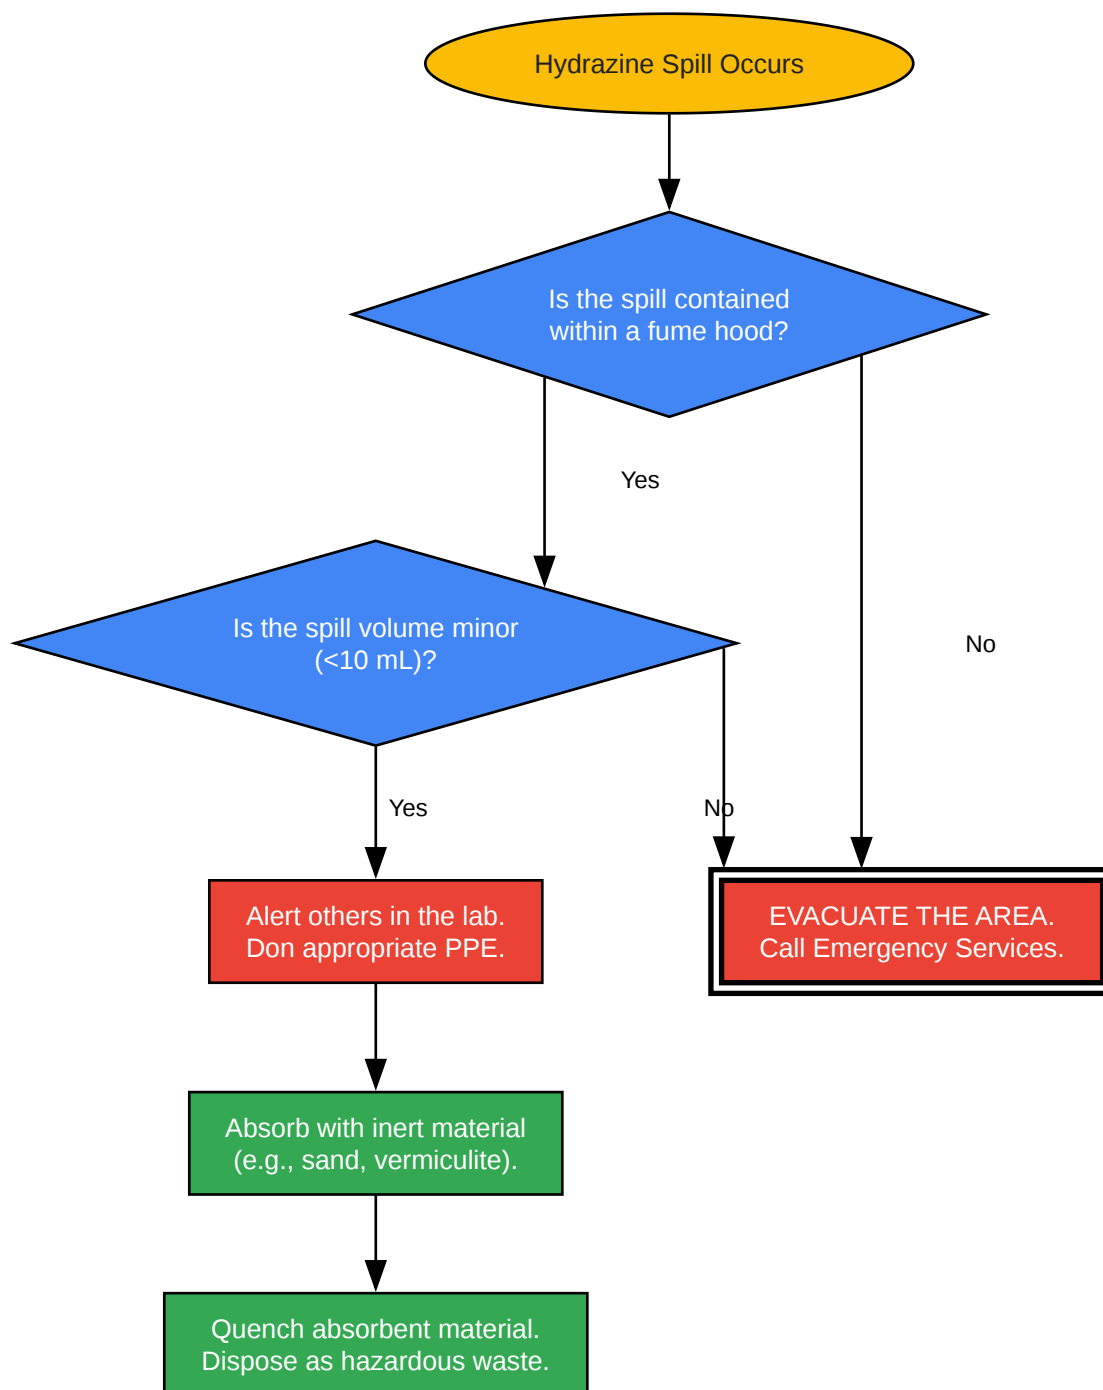 Hydrazine Spill Occurs
Is the spill contained
within a fume hood?
Yes
Is the spill volume minor
(<10 mL)?
No
Yes
No
Alert others in the lab.
Don appropriate PPE.
EVACUATE THE AREA.
Call Emergency Services.
Absorb with inert material
(e.g., sand, vermiculite).
Quench absorbent material.
Dispose as hazardous waste.